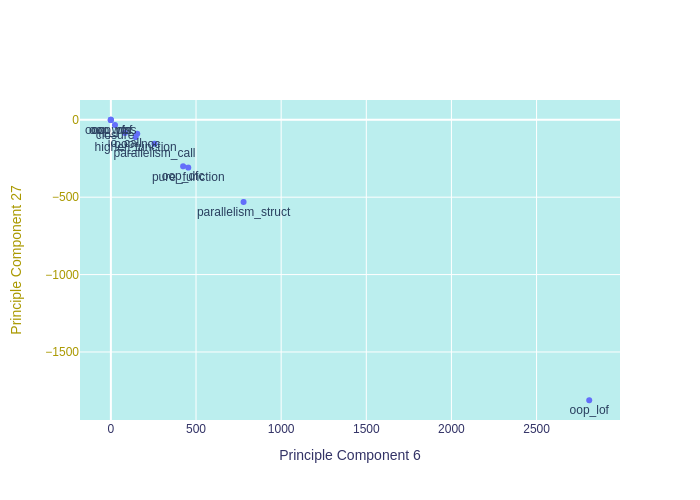 0
−500
−1000
−1500
Principle Component 27
higher_function
parallelism_call
pure_function
parallelism_struct
oop_lof
0
500
1000
1500
2000
2500
Principle Component 6